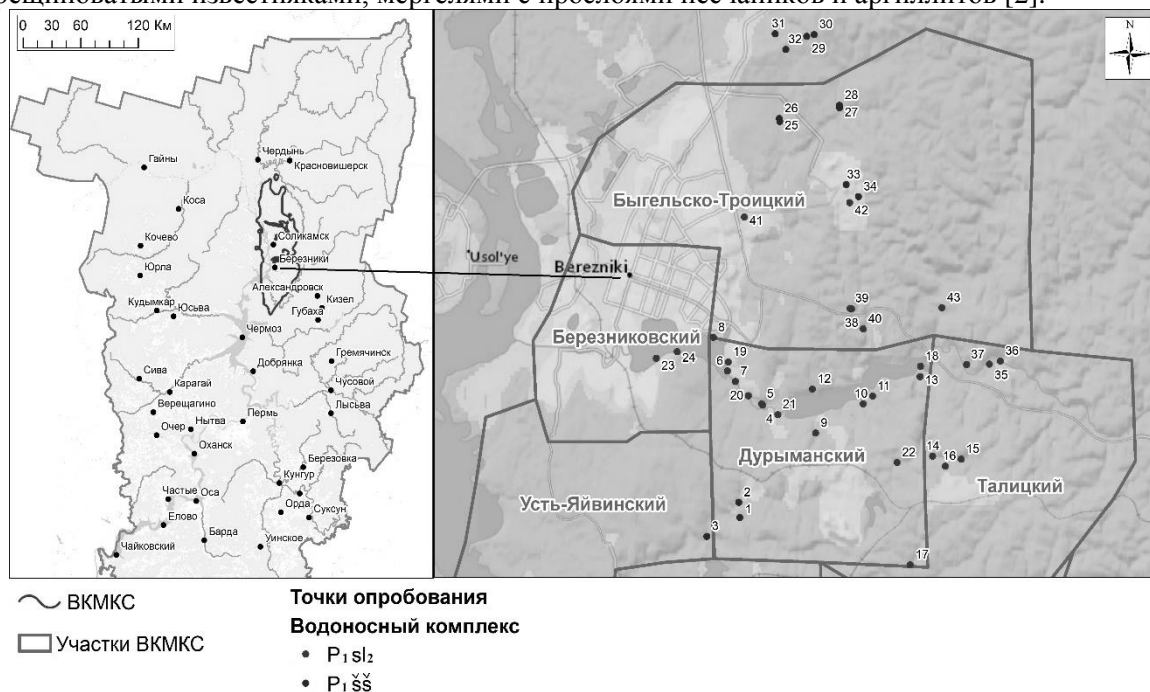 трещиноватыми известняками, мергелями с прослоями песчаников и аргиллитов [2].
0 30 60 120 Км
Гайны
Чердынь
Красновишерск
Коса
Соликамск
Кочево
Березники
Юрла
Александровск
Кизел
Кудымкар
Юсьва
Губаха
Чермоз
Добрянка
Гремячинск
Сива
Карагай
Чусовой
Верещагино
Лысьва
Нытва
Пермь
Очер
Оханск
Березовка
Кунгур
Частые
Оса
Орда
Суксун
Елово
Барда
Уинское
Чайковский
N
31
30
32
29
28
27
26
25
33
34
42
Быгельско-Троицкий
41
Usol'ye
Berezniki
39
43
38
40
8
Березниковский
24
23
19
6
7
18
37
36
35
13
12
11
10
20
5
21
4
9
Дурыманский
22
14
15
16
Талицкий
Усть-Яйвинский
2
1
3
17
ВКМКС
Участки ВКМКС
Точки опробования
Водоносный комплекс
P₁ sl₂
P₁ šš